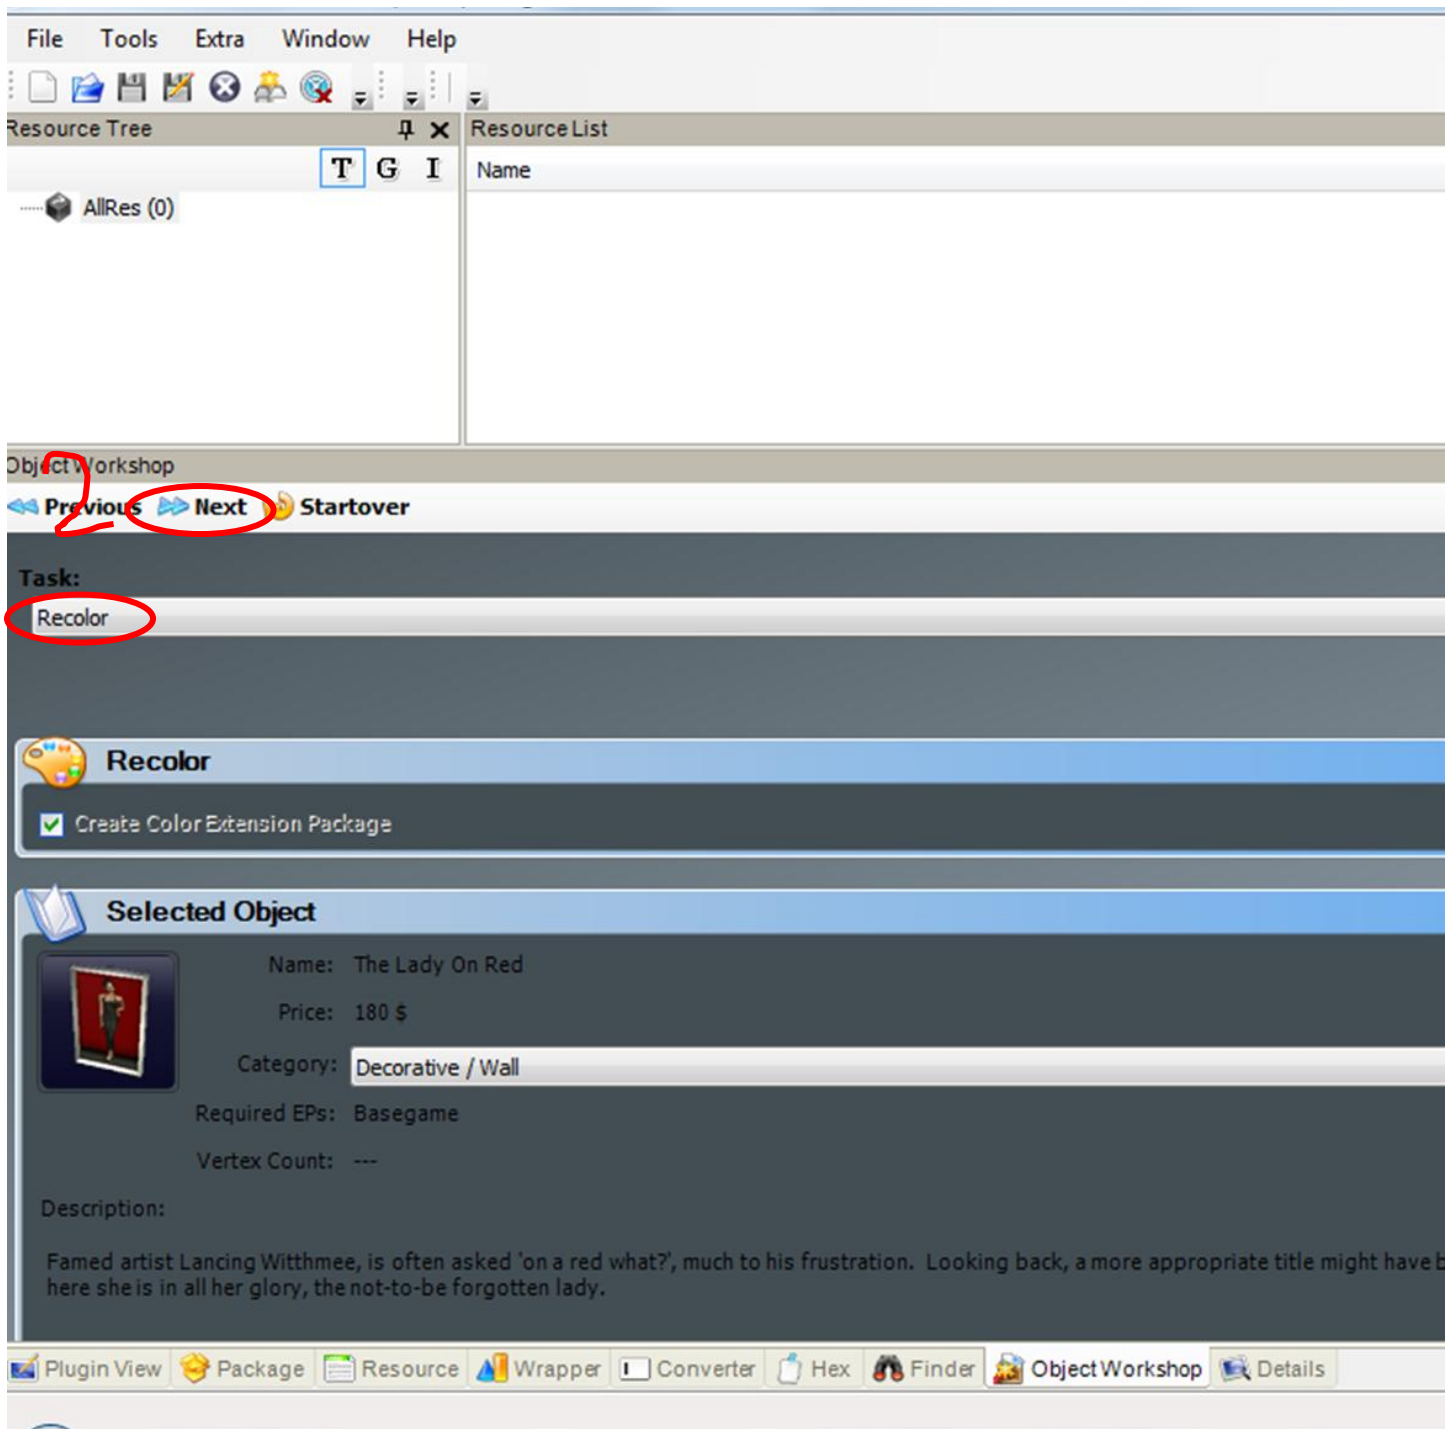 File Tools Extra Window Help
Resource Tree
T G I
AllRes (0)
Resource List
Name
Object Workshop
2
Previous Next Startover
Task:
Recolor
Recolor
Create Color Extension Package
Selected Object
Name: The Lady On Red
Price: 180 $
Category: Decorative / Wall
Required EPs: Basegame
Vertex Count: ---
Description:
Famed artist Lancing Witthmee, is often asked 'on a red what?', much to his frustration. Looking back, a more appropriate title might have b
here she is in all her glory, the not-to-be forgotten lady.
Plugin View Package Resource Wrapper Converter Hex Finder Object Workshop Details